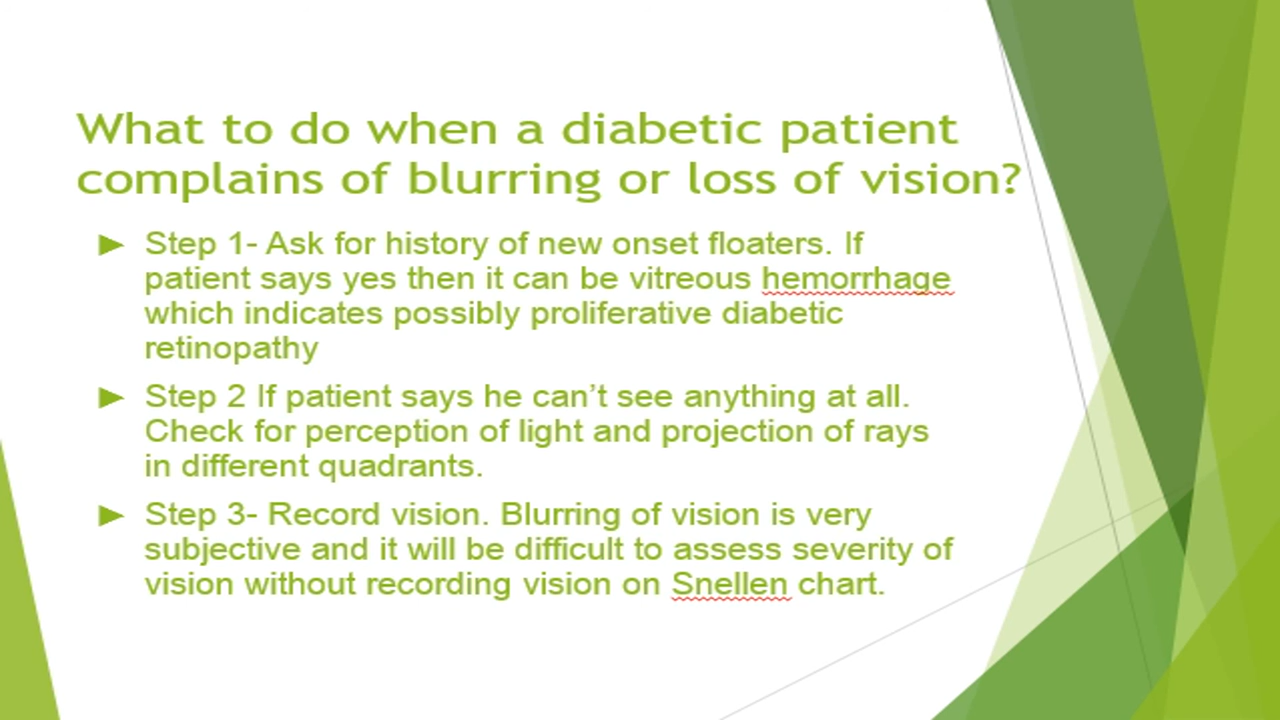 What to do when a diabetic patient
complains of blurring or loss of vision?
Step 1- Ask for history of new onset floaters. If
patient says yes then it can be vitreous hemorrhage
which indicates possibly proliferative diabetic
retinopathy
Step 2 If patient says he can’t see anything at all.
Check for perception of light and projection of rays
in different quadrants.
Step 3- Record vision. Blurring of vision is very
subjective and it will be difficult to assess severity of
vision without recording vision on Snellen chart.